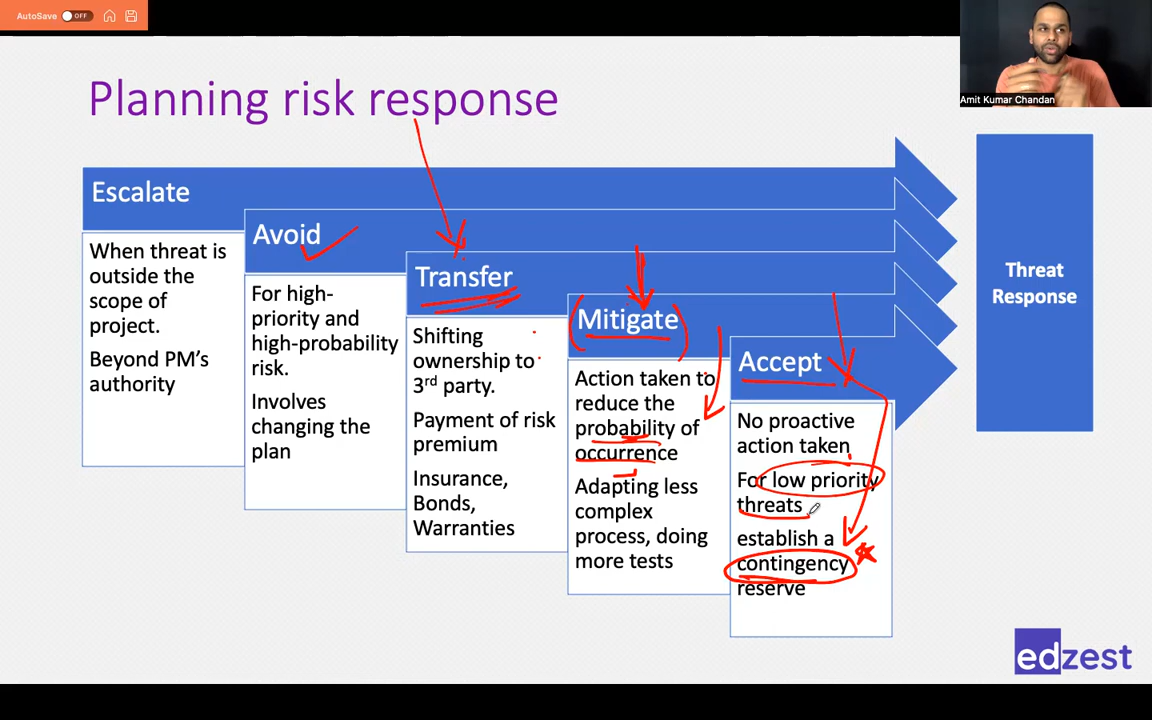 AutoSave OFF
Amit Kumar Chandan
Planning risk response
Escalate
When threat is
outside the
scope of
project.
Beyond PM's
authority
Avoid
For high-
priority and
high-probability
risk.
Involves
changing the
plan
Transfer
Shifting
ownership to
3rd party.
Payment of risk
premium
Insurance,
Bonds,
Warranties
Mitigate
Action taken to
reduce the
probability of
occurrence
Adapting less
complex
process, doing
more tests
Accept
No proactive
action taken
For low priority
threats
establish a
contingency
reserve
Threat
Response
edzest